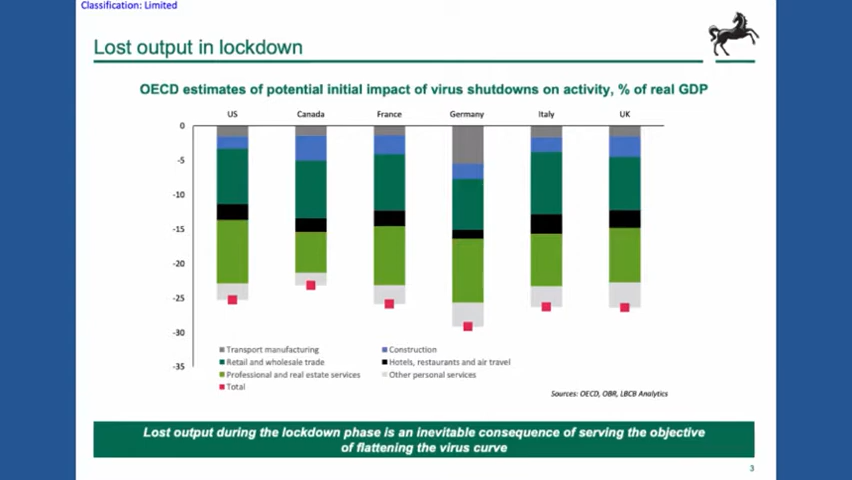 Classification: Limited
Lost output in lockdown
OECD estimates of potential initial impact of virus shutdowns on activity, % of real GDP
US Canada France Germany Italy UK
0
-5
-10
-15
-20
-25
-30
-35
Transport manufacturing Construction
Retail and wholesale trade Hotels, restaurants and air travel
Professional and real estate services Other personal services
Total
Sources: OECD, OBR, LBCB Analytics
Lost output during the lockdown phase is an inevitable consequence of serving the objective
of flattening the virus curve
3